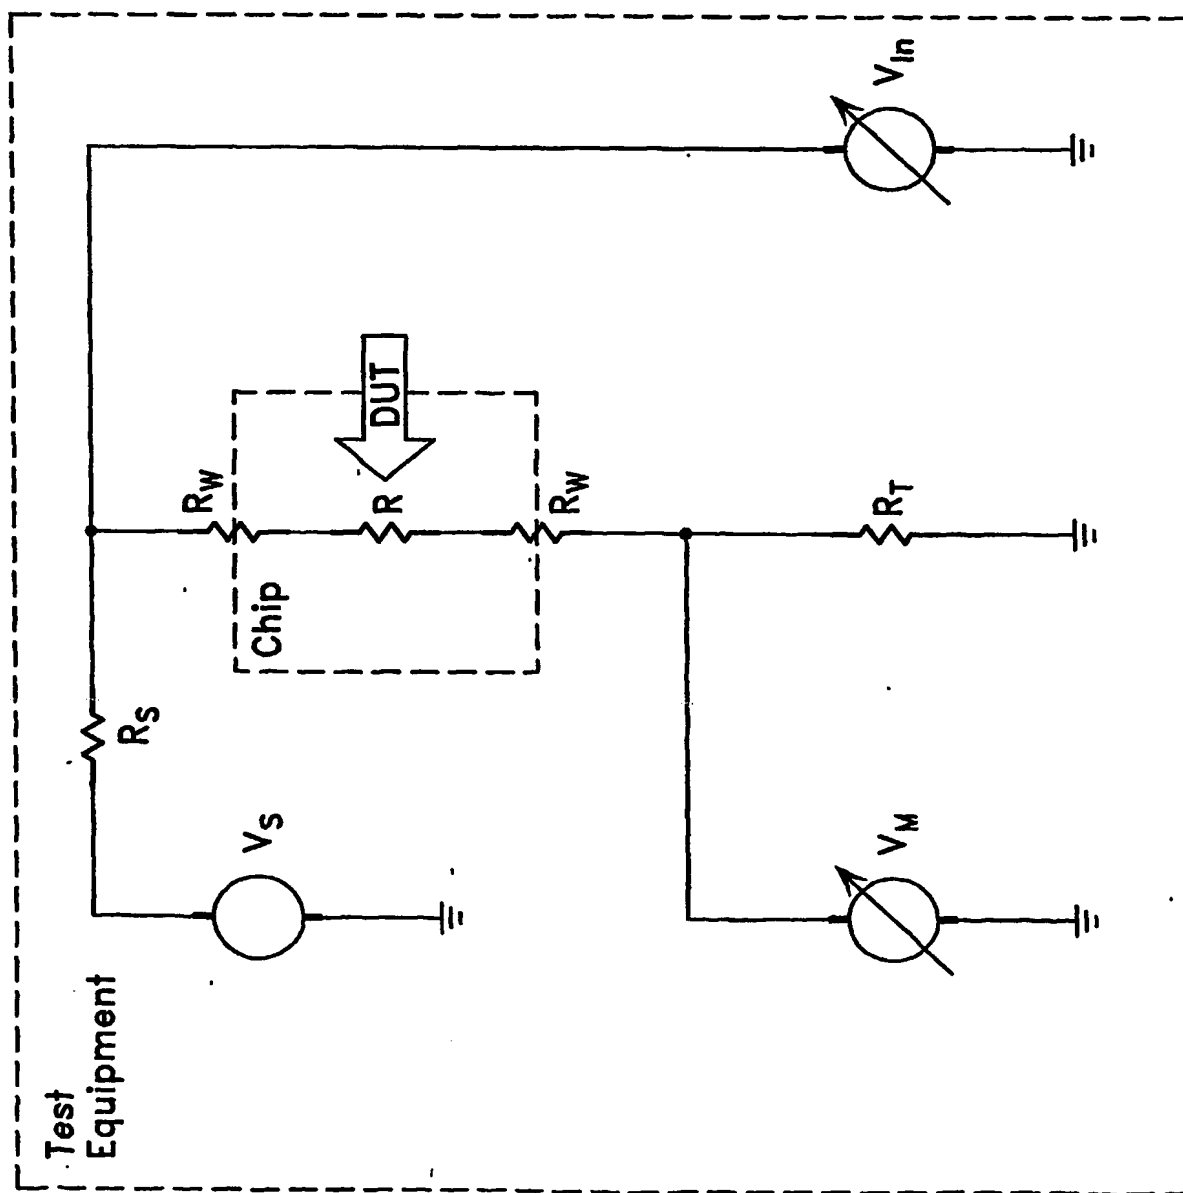 Test
Equipment
V_S
R_S
R_W
Chip
R
DUT
R_W
V_M
R_T
V_In